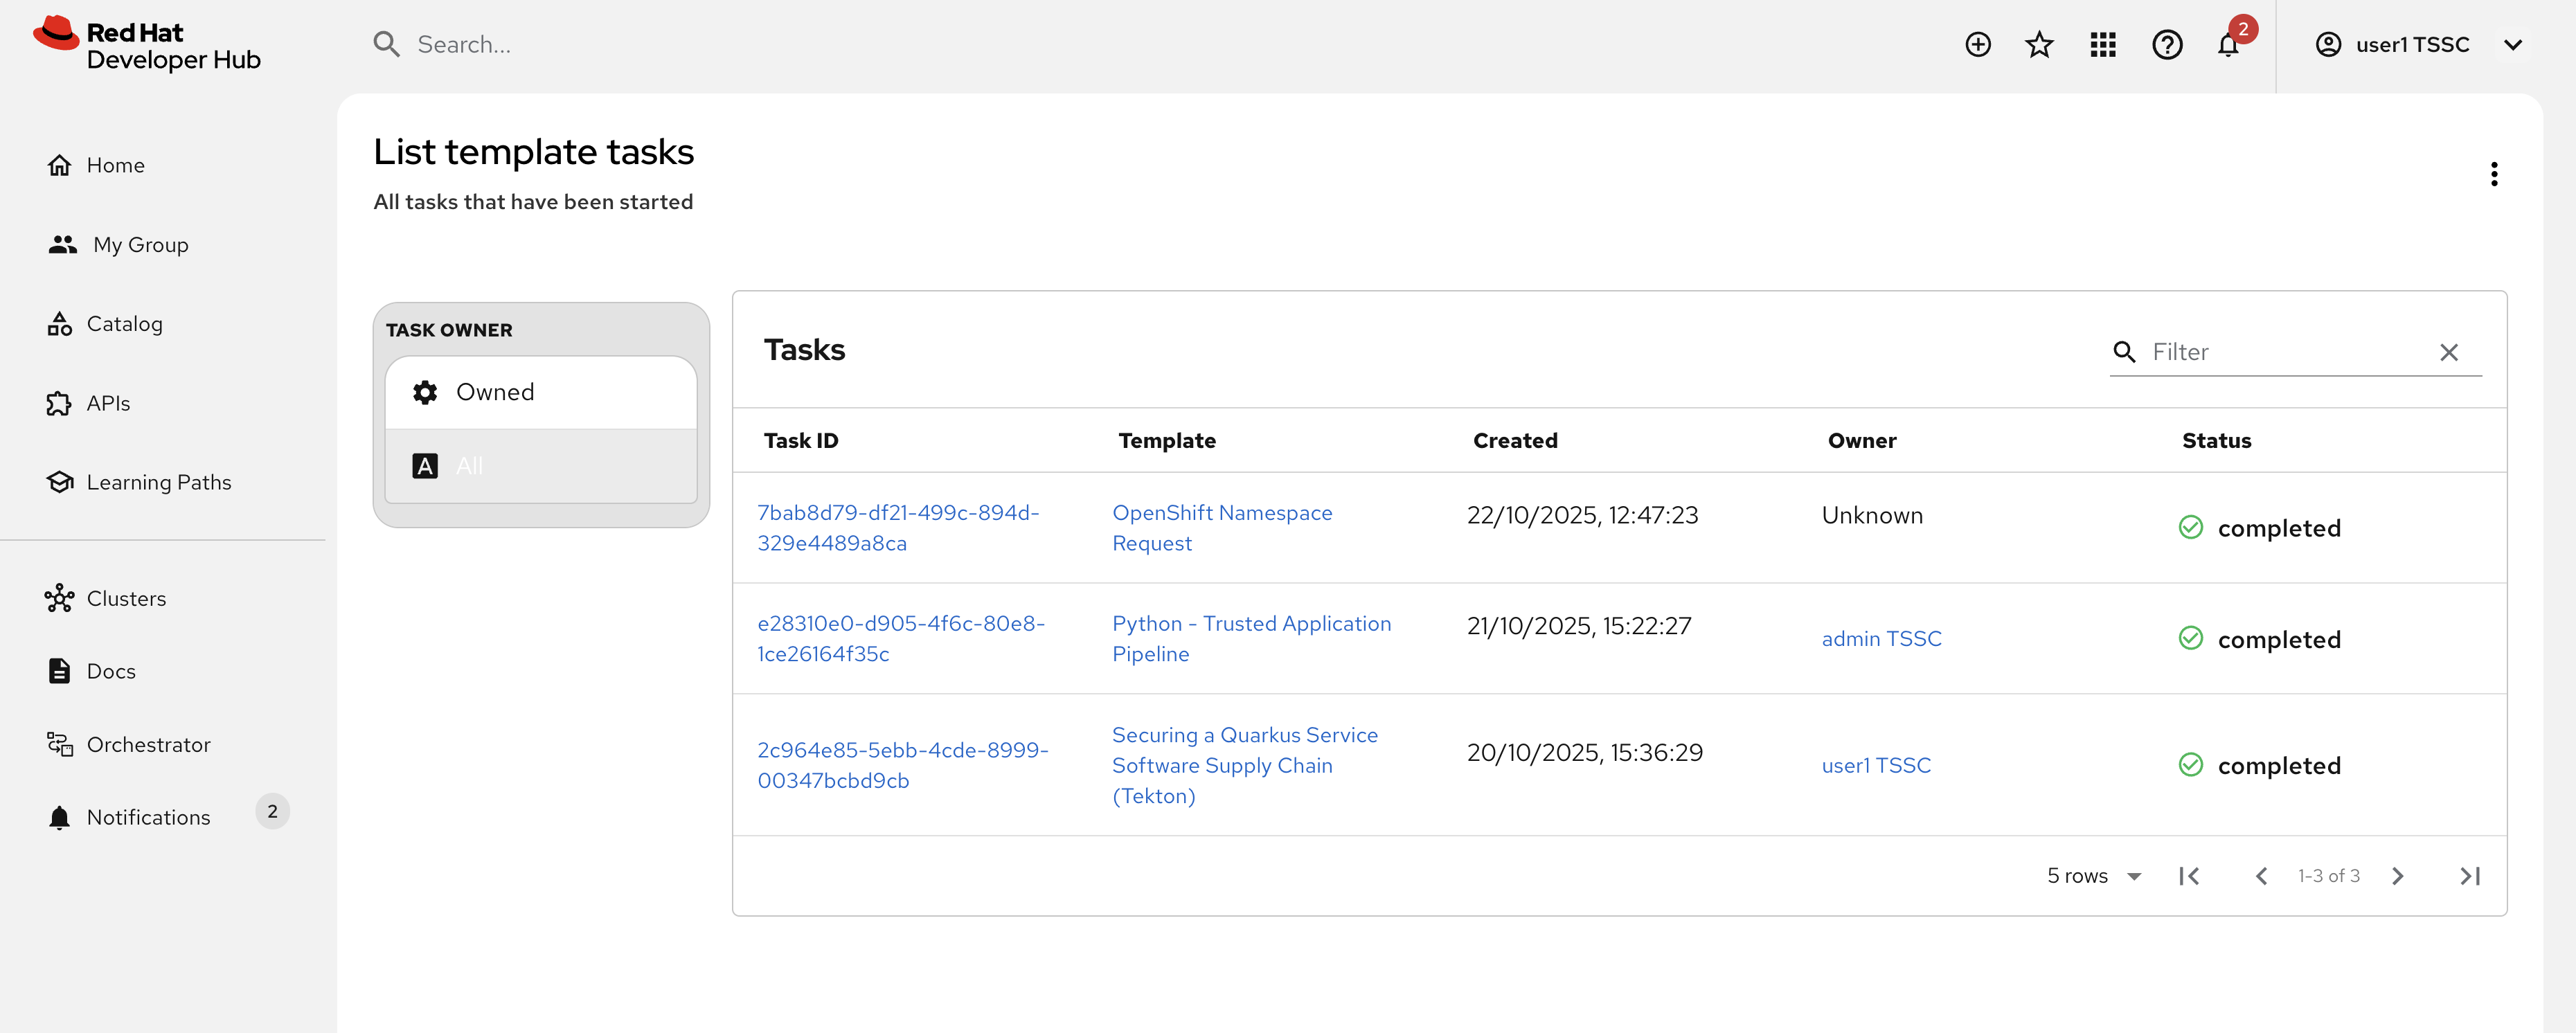 Red Hat
Developer Hub
Search...
2
user1 TSSC
Home
My Group
Catalog
APIs
Learning Paths
Clusters
Docs
Orchestrator
Notifications 2
List template tasks
All tasks that have been started
TASK OWNER
Owned
A All
Tasks
Filter
Task ID Template Created Owner Status
7bab8d79-df21-499c-894d-
329e4489a8ca
OpenShift Namespace
Request
22/10/2025, 12:47:23
Unknown
completed
e28310e0-d905-4f6c-80e8-
1ce26164f35c
Python - Trusted Application
Pipeline
21/10/2025, 15:22:27
admin TSSC
completed
2c964e85-5ebb-4cde-8999-
00347bcbd9cb
Securing a Quarkus Service
Software Supply Chain
(Tekton)
20/10/2025, 15:36:29
user1 TSSC
completed
5 rows
1-3 of 3